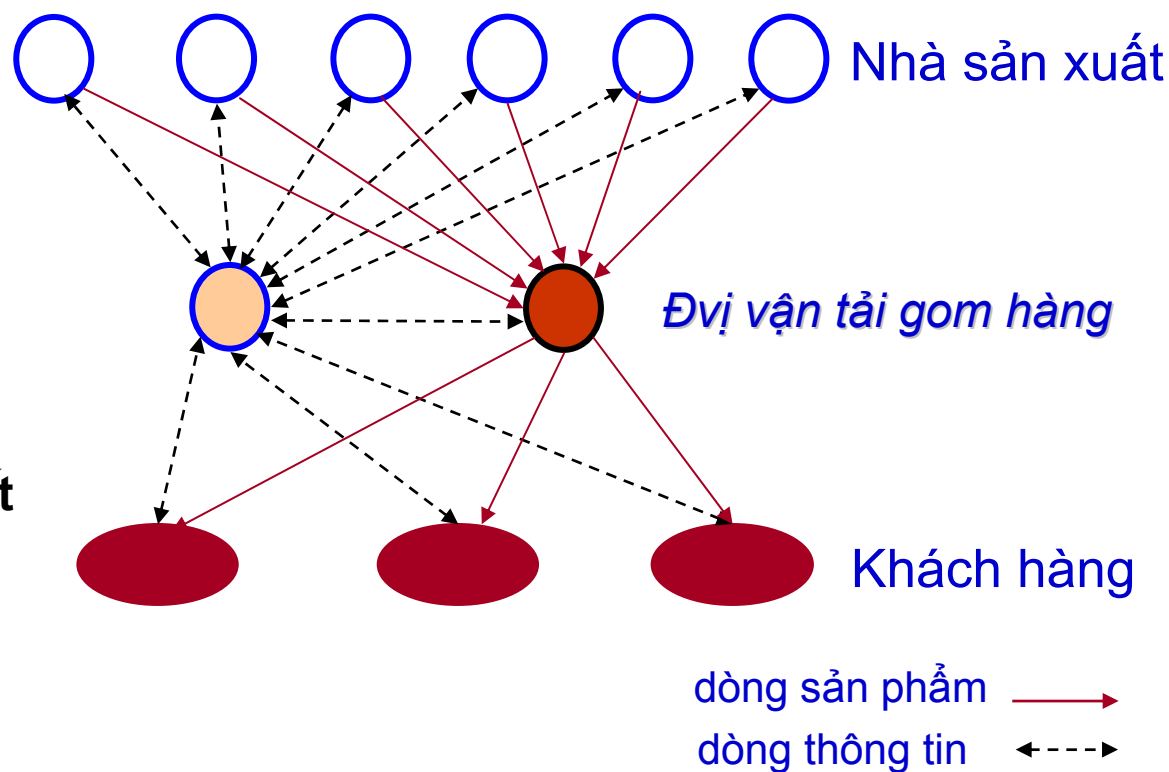 Nhà sản xuất
Đvị vận tải gom hàng
Khách hàng
dòng sản phẩm
dòng thông tin